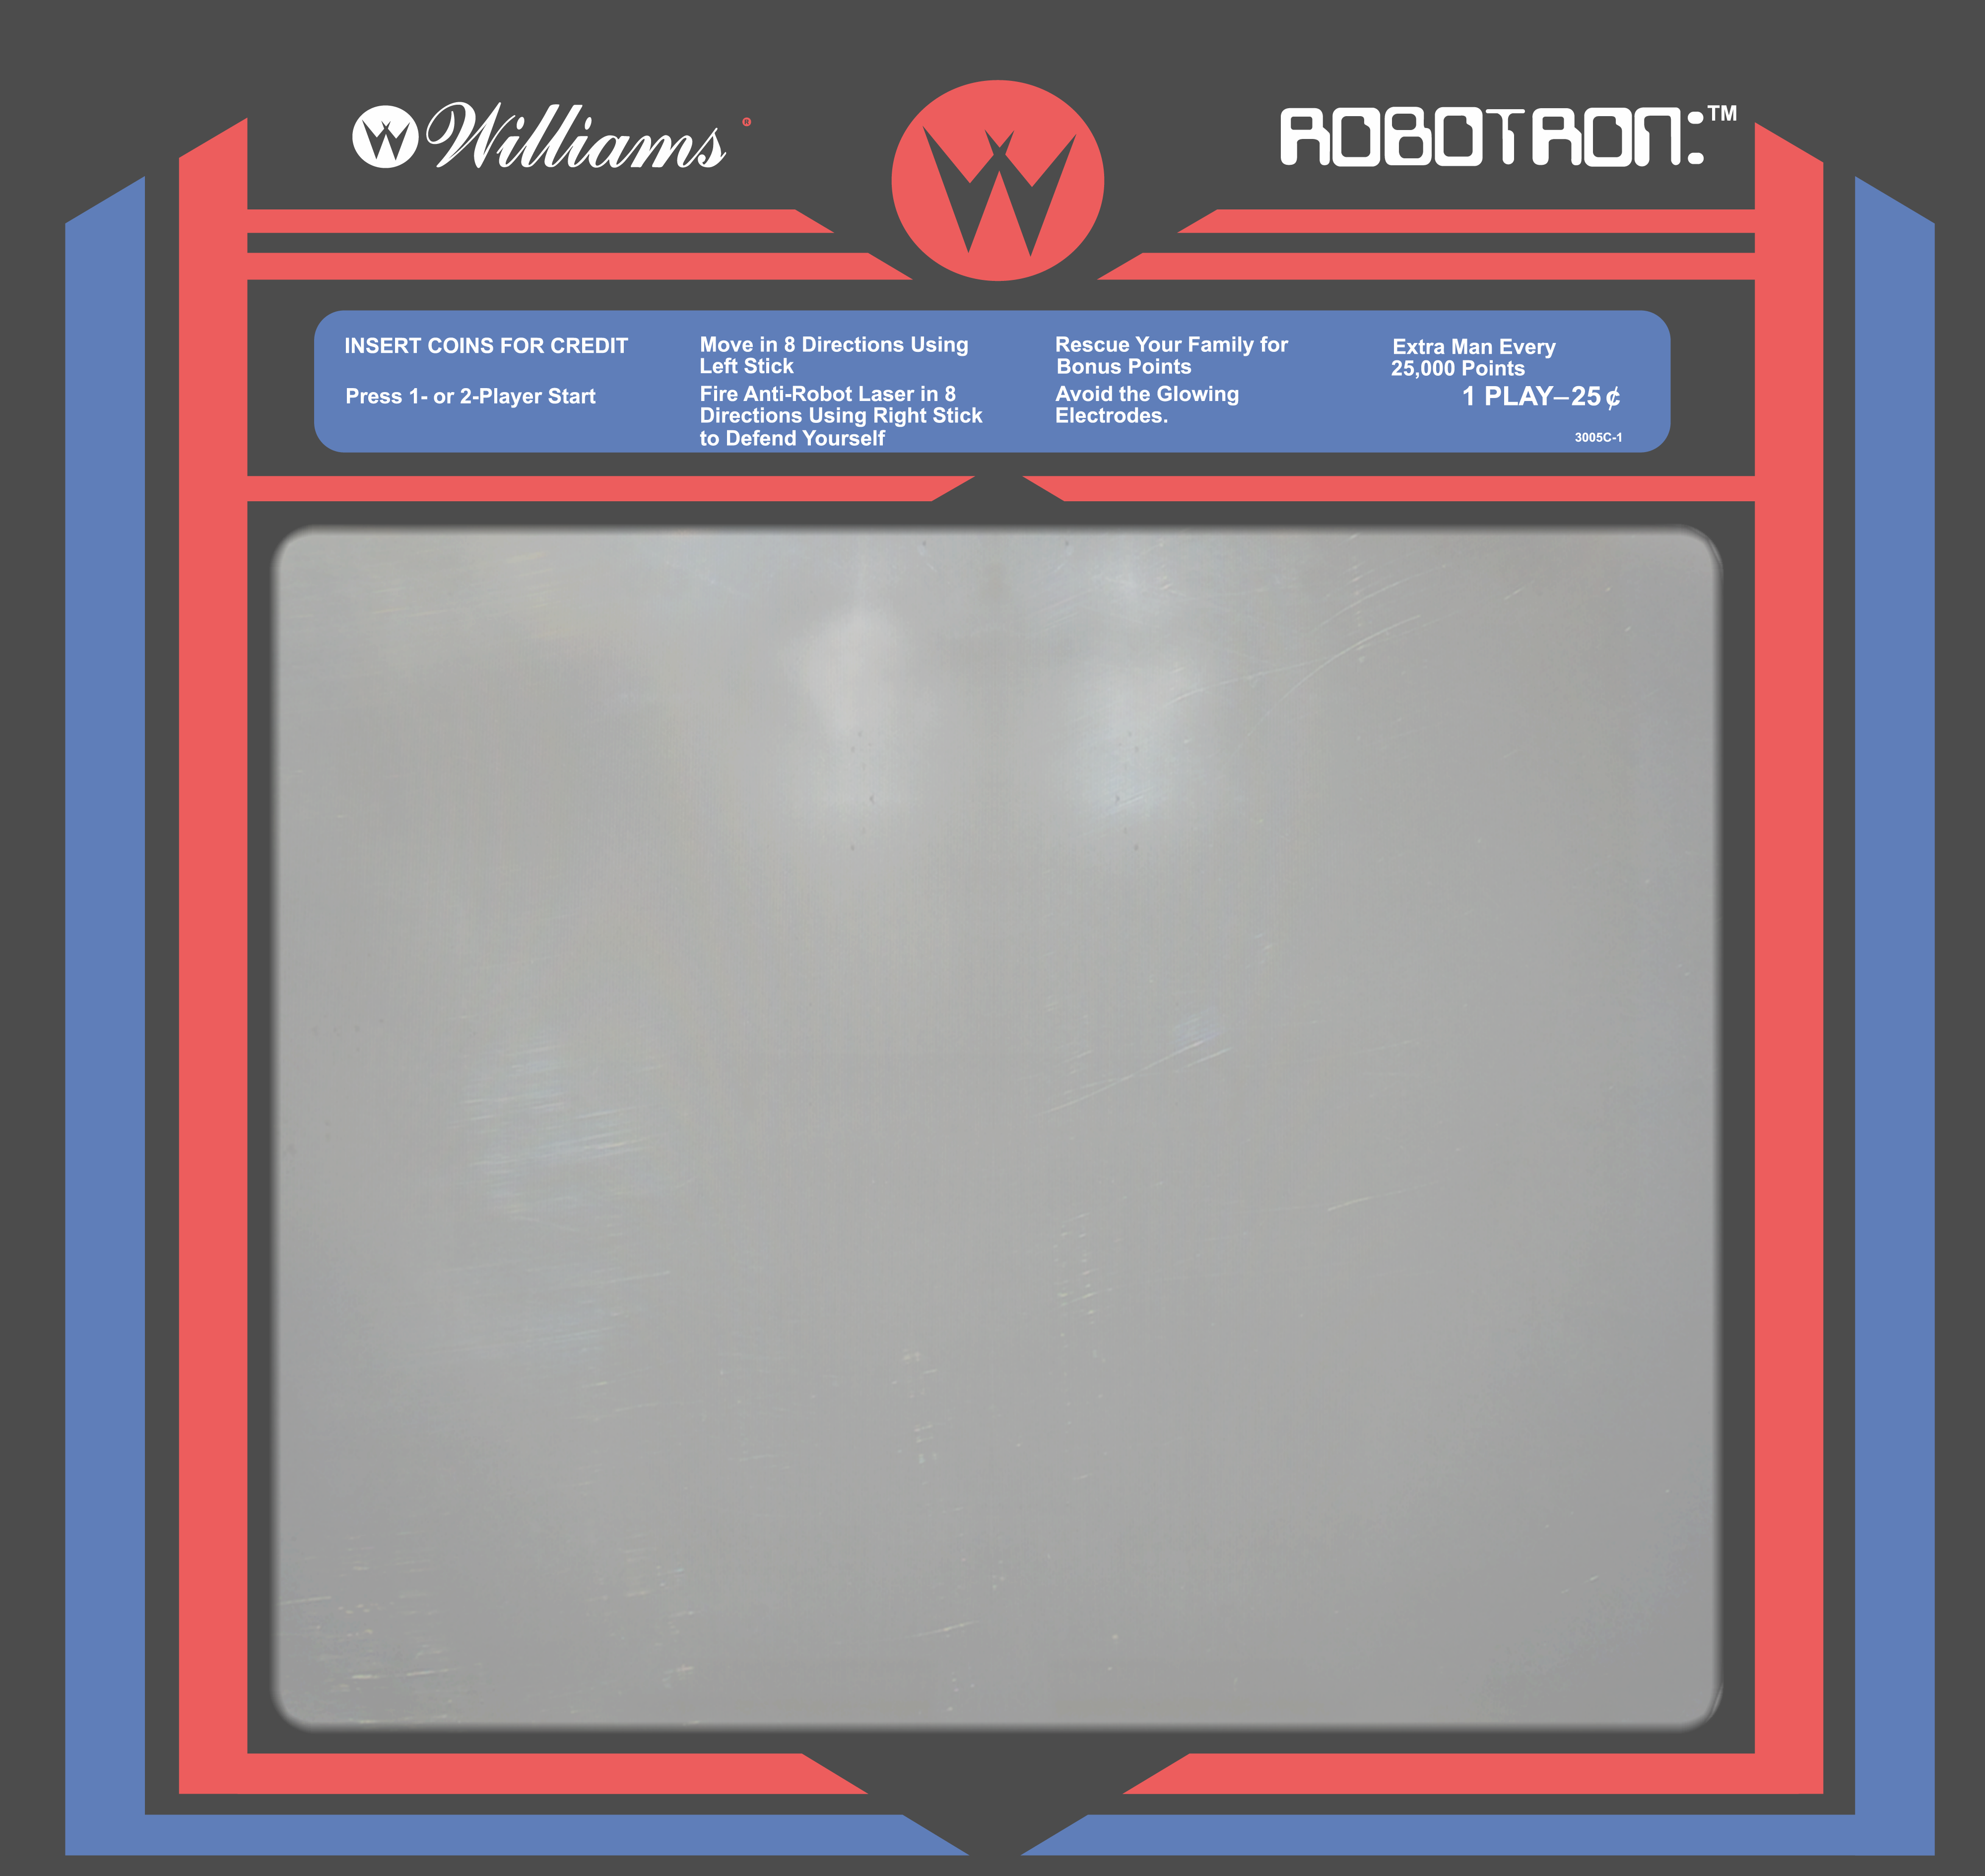 Williams ®
ROBOTRON:™
INSERT COINS FOR CREDIT
Press 1- or 2-Player Start
Move in 8 Directions Using
Left Stick
Fire Anti-Robot Laser in 8
Directions Using Right Stick
to Defend Yourself
Rescue Your Family for
Bonus Points
Avoid the Glowing
Electrodes.
Extra Man Every
25,000 Points
1 PLAY–25¢
3005C-1